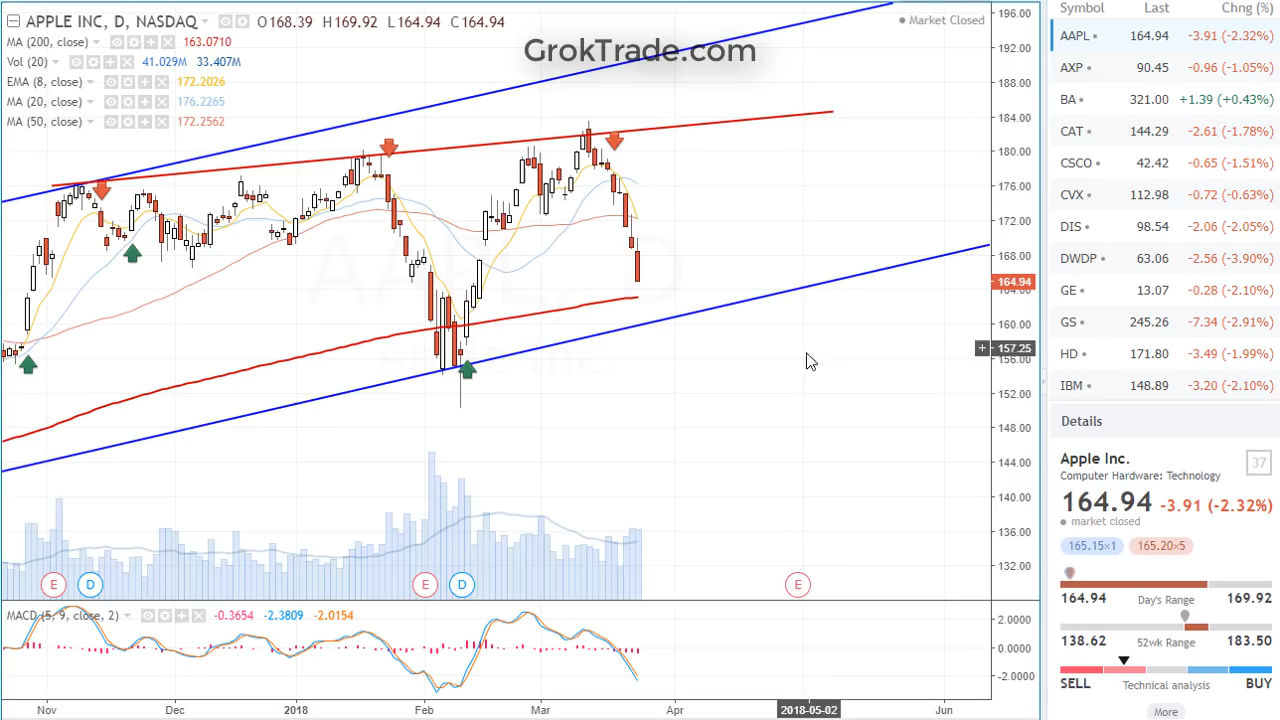 APPLE INC, D, NASDAQ O168.39 H169.92 L164.94 C164.94
MA (200, close) 163.0710
Vol (20) 41.029M 33.407M
EMA (8, close) 172.2026
MA (20, close) 176.2265
MA (50, close) 172.2562
GrokTrade.com
Market Closed
AAPL, D
Apple Inc.
196.00
192.00
188.00
184.00
180.00
176.00
172.00
168.00
164.94
164.00
160.00
+ 157.25
156.00
152.00
148.00
144.00
140.00
136.00
132.00
E D E D E
MACD (5, 9, close, 2) -0.3654 -2.3809 -2.0154
2.0000
0.0000
-2.0000
Nov Dec 2018 Feb Mar Apr 2018-05-02 Jun
Symbol Last Chng (%)
AAPL 164.94 -3.91 (-2.32%)
AXP 90.45 -0.96 (-1.05%)
BA 321.00 +1.39 (+0.43%)
CAT 144.29 -2.61 (-1.78%)
CSCO 42.42 -0.65 (-1.51%)
CVX 112.98 -0.72 (-0.63%)
DIS 98.54 -2.06 (-2.05%)
DWDP 63.06 -2.56 (-3.90%)
GE 13.07 -0.28 (-2.10%)
GS 245.26 -7.34 (-2.91%)
HD 171.80 -3.49 (-1.99%)
IBM 148.89 -3.20 (-2.10%)
Details
Apple Inc. 37
Computer Hardware: Technology
164.94 -3.91 (-2.32%)
market closed
165.15×1 165.20×5
164.94 Day's Range 169.92
138.62 52wk Range 183.50
SELL Technical analysis BUY
More